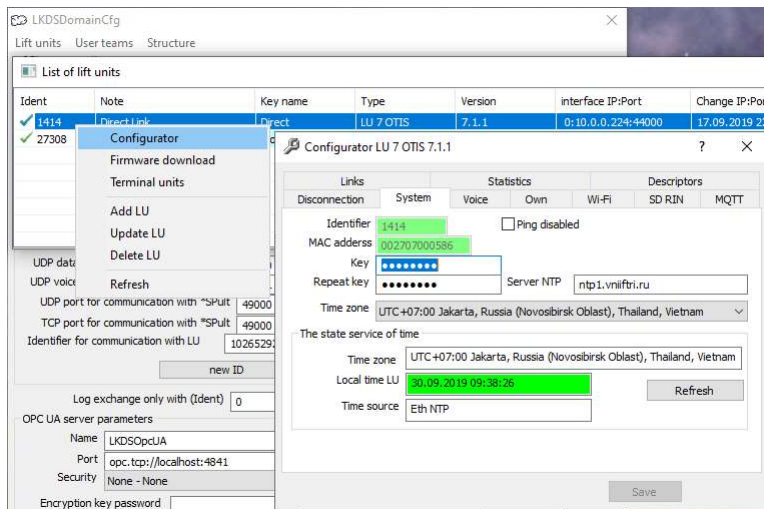 LKDSDomainCfg
Lift units User teams Structure
List of lift units
Ident Note Key name Type Version interface IP:Port Change IP:Po
1414 Direct Link Direct LU 7 OTIS 7.1.1 0:10.0.0.224:44000 17.09.2019 2
27308
Configurator
Firmware download
Terminal units
Add LU
Update LU
Delete LU
Refresh
Configurator LU 7 OTIS 7.1.1 ?
Links Statistics Descriptors
Disconnection System Voice Own Wi-Fi SD RIN MQTT
Identifier 1414 Ping disabled
MAC adderss 002707000586
Key ●●●●●●●●
Repeat key ●●●●●●●● Server NTP ntp1.vniiftri.ru
Time zone UTC+07:00 Jakarta, Russia (Novosibirsk Oblast), Thailand, Vietnam
The state service of time
Time zone UTC+07:00 Jakarta, Russia (Novosibirsk Oblast), Thailand, Vietnam
Local time LU 30.09.2019 09:38:26
Refresh
Time source Eth NTP
Save
UDP data
UDP voice
UDP port for communication with *SPult 49000
TCP port for communication with *SPult 49000
Identifier for communication with LU 10265292
new ID
Log exchange only with (Ident) 0
OPC UA server parameters
Name LKDSOpcUA
Port opc.tcp://localhost:4841
Security None - None
Encryption key password